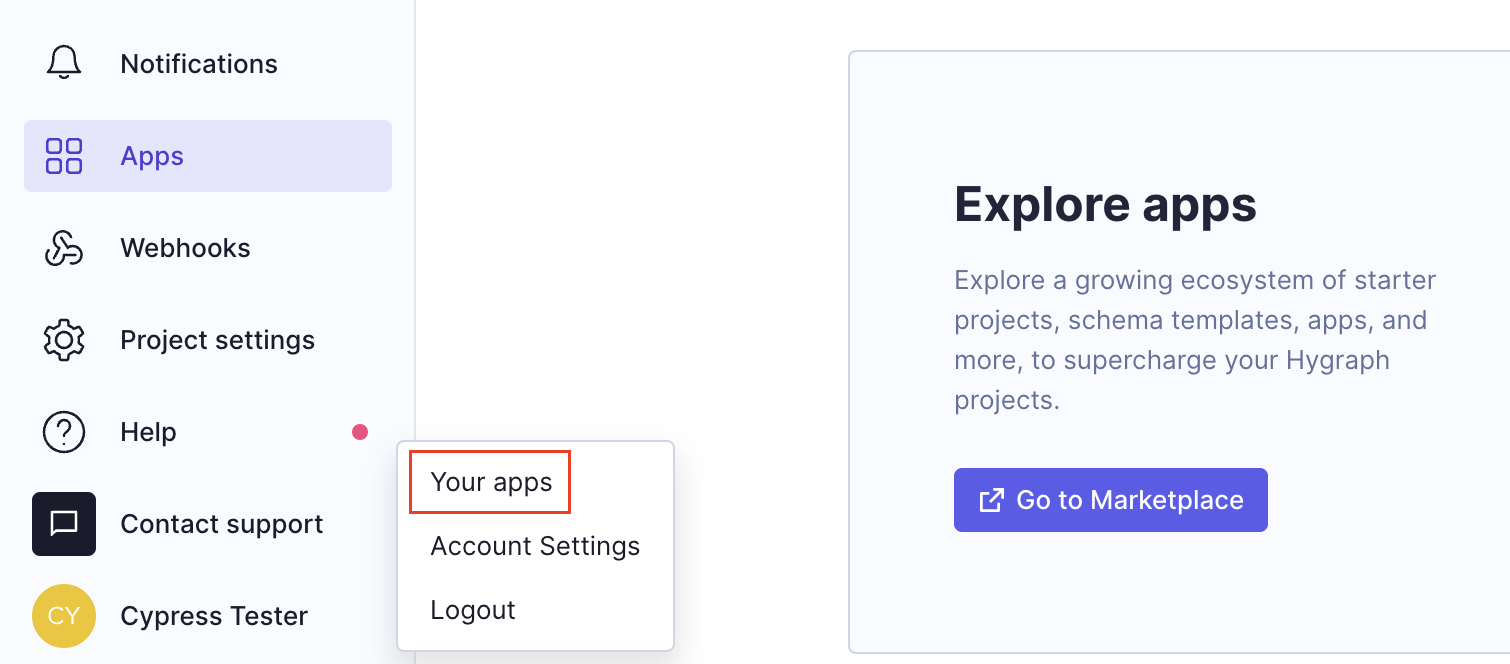 Notifications
Apps
Webhooks
Project settings
Help
Contact support
CY
Cypress Tester
Your apps
Account Settings
Logout
Explore apps
Explore a growing ecosystem of starter
projects, schema templates, apps, and
more, to supercharge your Hygraph
projects.
Go to Marketplace